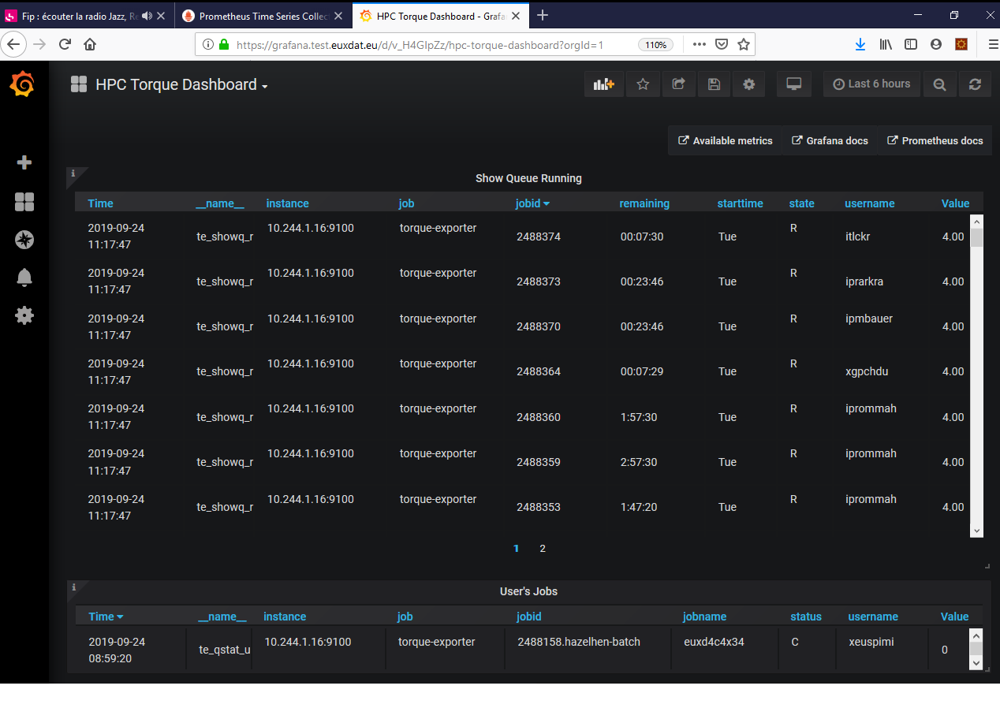 Fip : écouter la radio Jazz, Re
Prometheus Time Series Collect
HPC Torque Dashboard - Grafa
https://grafana.test.euxdat.eu/d/v_H4GIpZz/hpc-torque-dashboard?orgId=1
110%
HPC Torque Dashboard
Last 6 hours
Available metrics
Grafana docs
Prometheus docs
Show Queue Running
Time __name__ instance job jobid remaining starttime state username Value
2019-09-24 11:17:47 te_showq_r 10.244.1.16:9100 torque-exporter 2488374 00:07:30 Tue R itlckr 4.00
2019-09-24 11:17:47 te_showq_r 10.244.1.16:9100 torque-exporter 2488373 00:23:46 Tue R iprarkra 4.00
2019-09-24 11:17:47 te_showq_r 10.244.1.16:9100 torque-exporter 2488370 00:23:46 Tue R ipmbauer 4.00
2019-09-24 11:17:47 te_showq_r 10.244.1.16:9100 torque-exporter 2488364 00:07:29 Tue R xgpchdu 4.00
2019-09-24 11:17:47 te_showq_r 10.244.1.16:9100 torque-exporter 2488360 1:57:30 Tue R iprommah 4.00
2019-09-24 11:17:47 te_showq_r 10.244.1.16:9100 torque-exporter 2488359 2:57:30 Tue R iprommah 4.00
2019-09-24 11:17:47 te_showq_r 10.244.1.16:9100 torque-exporter 2488353 1:47:20 Tue R iprommah 4.00
1 2
User's Jobs
Time __name__ instance job jobid jobname status username Value
2019-09-24 08:59:20 te_qstat_u 10.244.1.16:9100 torque-exporter 2488158.hazelhen-batch euxd4c4x34 C xeuspimi 0